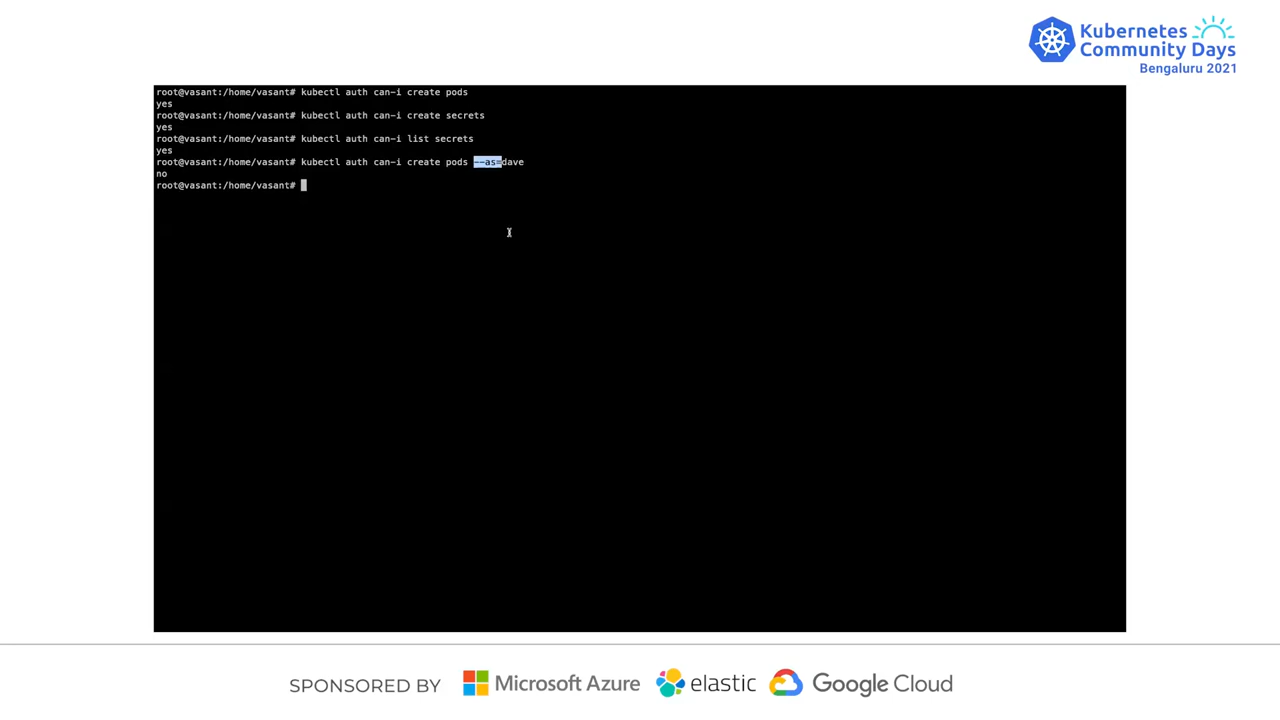 Kubernetes
Community Days
Bengaluru 2021
root@vasant:/home/vasant# kubectl auth can-i create pods
yes
root@vasant:/home/vasant# kubectl auth can-i create secrets
yes
root@vasant:/home/vasant# kubectl auth can-i list secrets
yes
root@vasant:/home/vasant# kubectl auth can-i create pods --as=dave
no
root@vasant:/home/vasant#
SPONSORED BY Microsoft Azure elastic Google Cloud